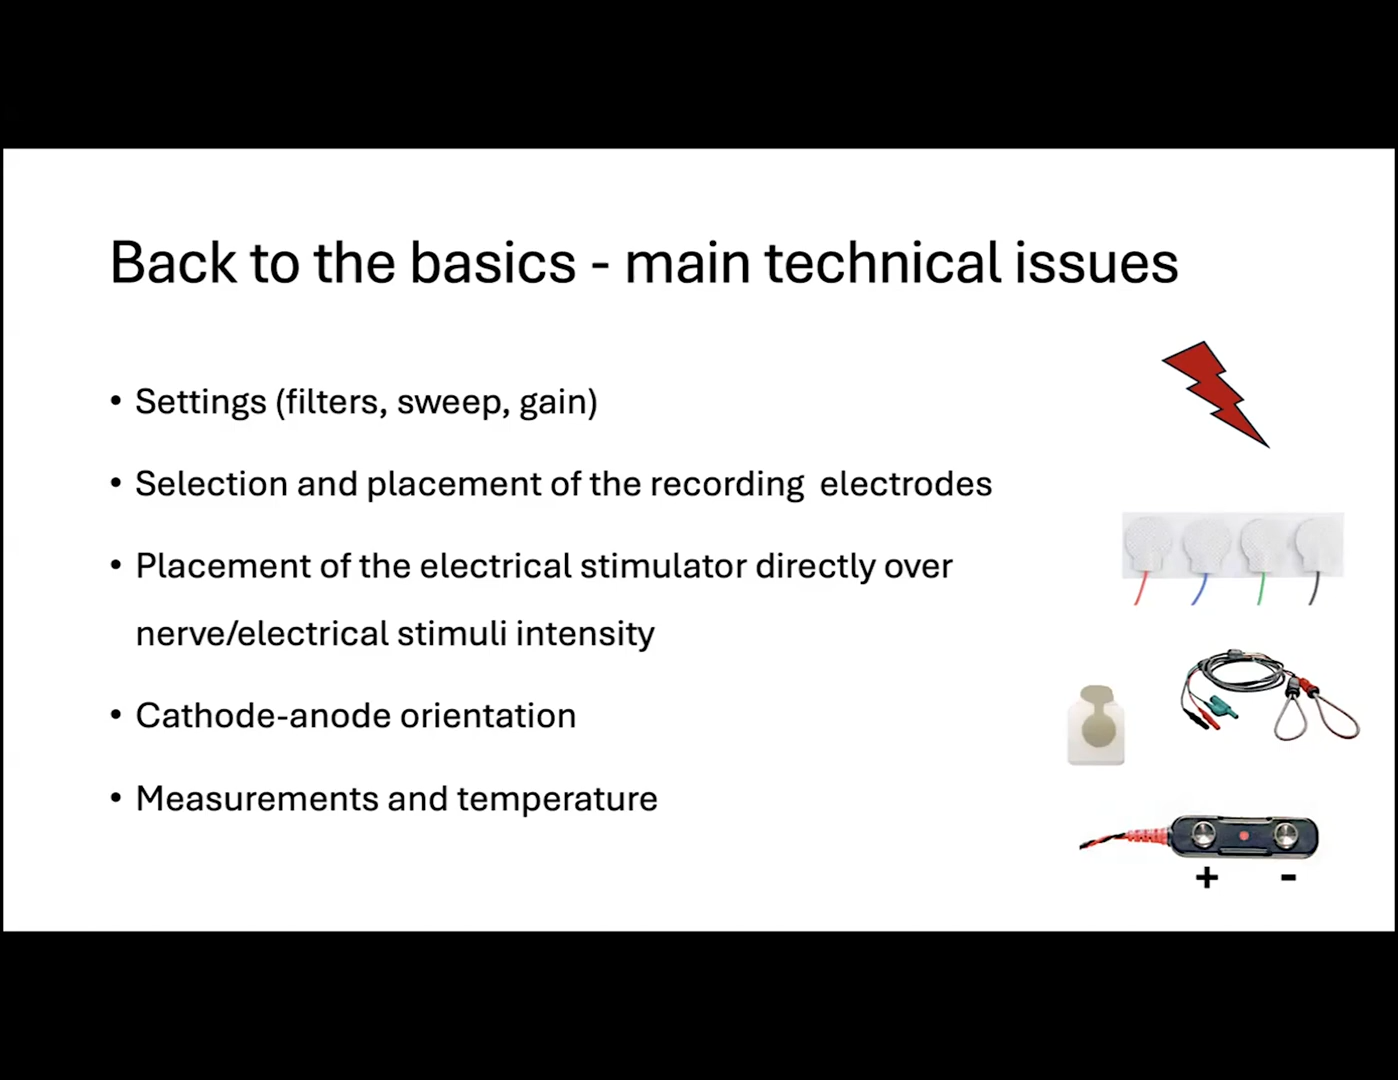 Back to the basics - main technical issues
• Settings (filters, sweep, gain)
• Selection and placement of the recording electrodes
• Placement of the electrical stimulator directly over
nerve/electrical stimuli intensity
• Cathode-anode orientation
• Measurements and temperature
+ -